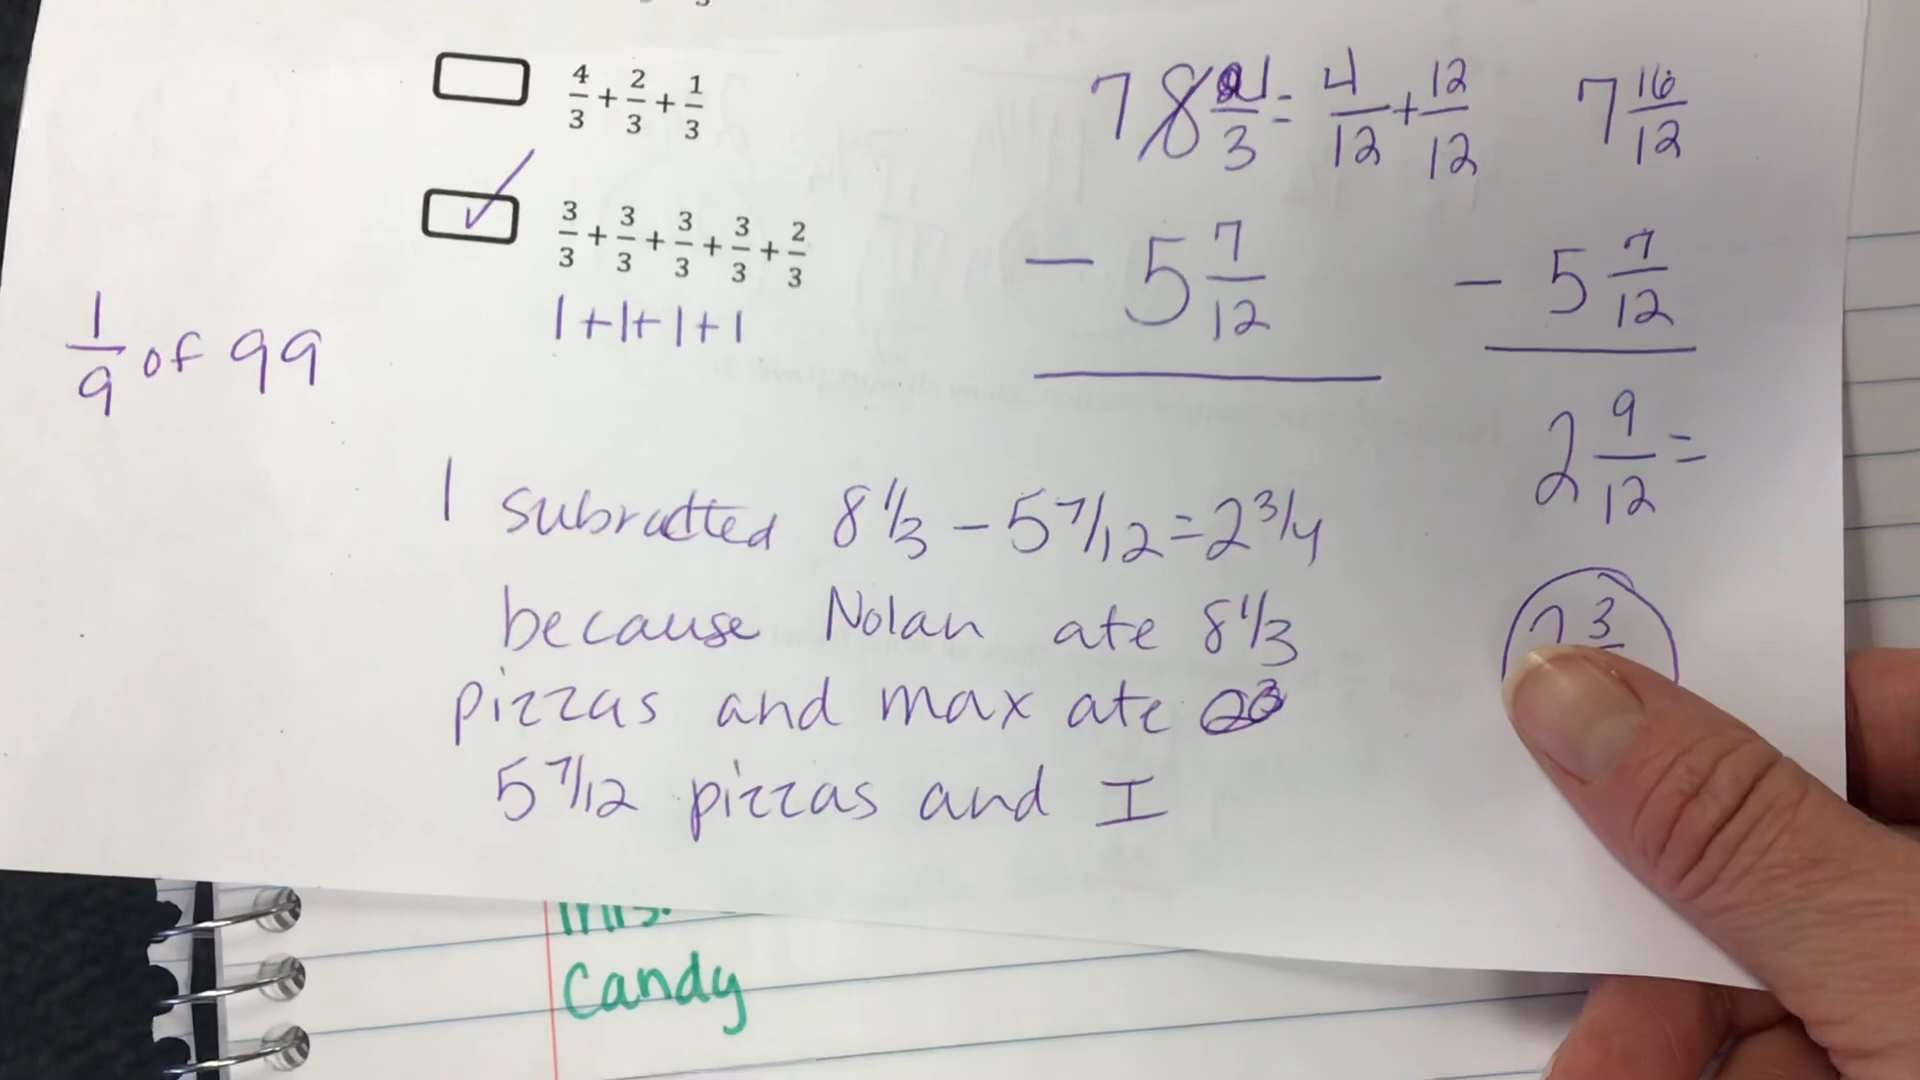 4/3 + 2/3 + 1/3
3/3 + 3/3 + 3/3 + 3/3 + 2/3
1+1+1+1
1/9 of 99
7 8 1/3 = 4/12 + 12/12
- 5 7/12
7 16/12
- 5 7/12
2 9/12 =
2 3
I subratted 8 1/3 - 5 7/12 = 2 3/4
because Nolan ate 8 1/3
pizzas and max ate
5 7/12 pizzas and I
Candy